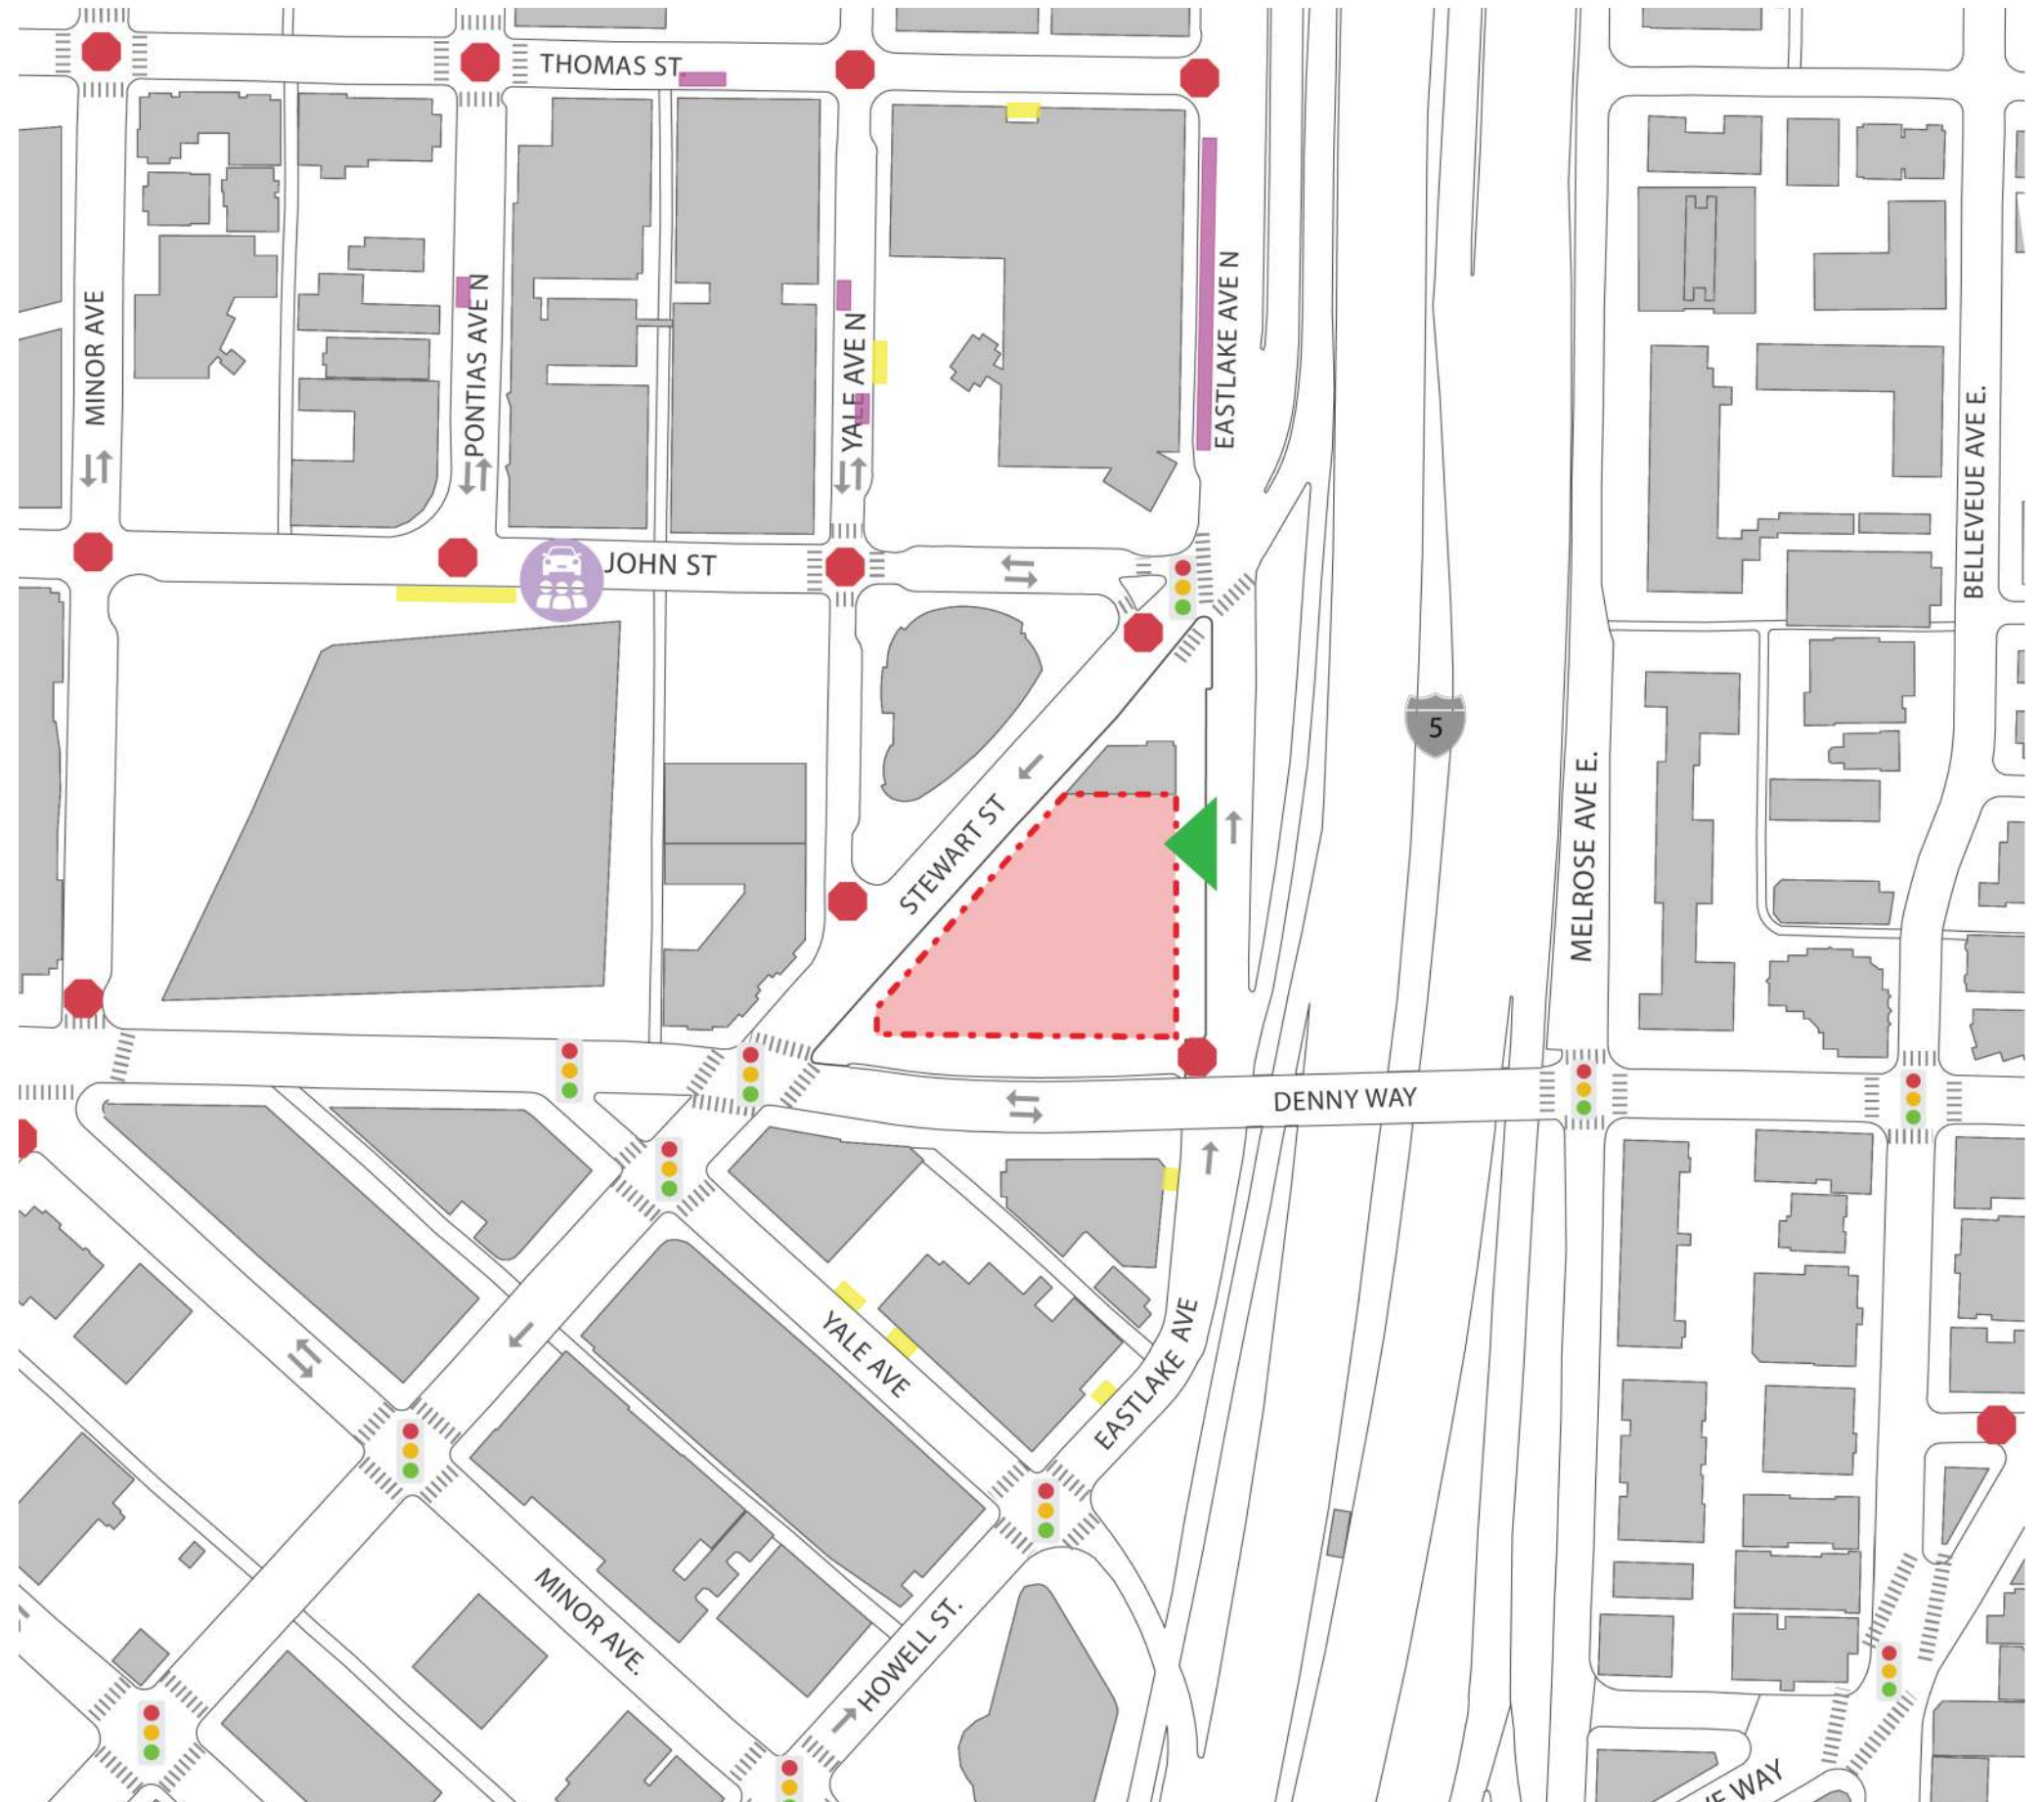 THOMAS ST.
MINOR AVE
PONTIAS AVE N
YALE AVE N
EASTLAKE AVE N
BELLEVEUE AVE E.
JOHN ST
5
STEWART ST
MELROSE AVE E.
DENNY WAY
YALE AVE
EASTLAKE AVE
MINOR AVE.
HOWELL ST.
WAY